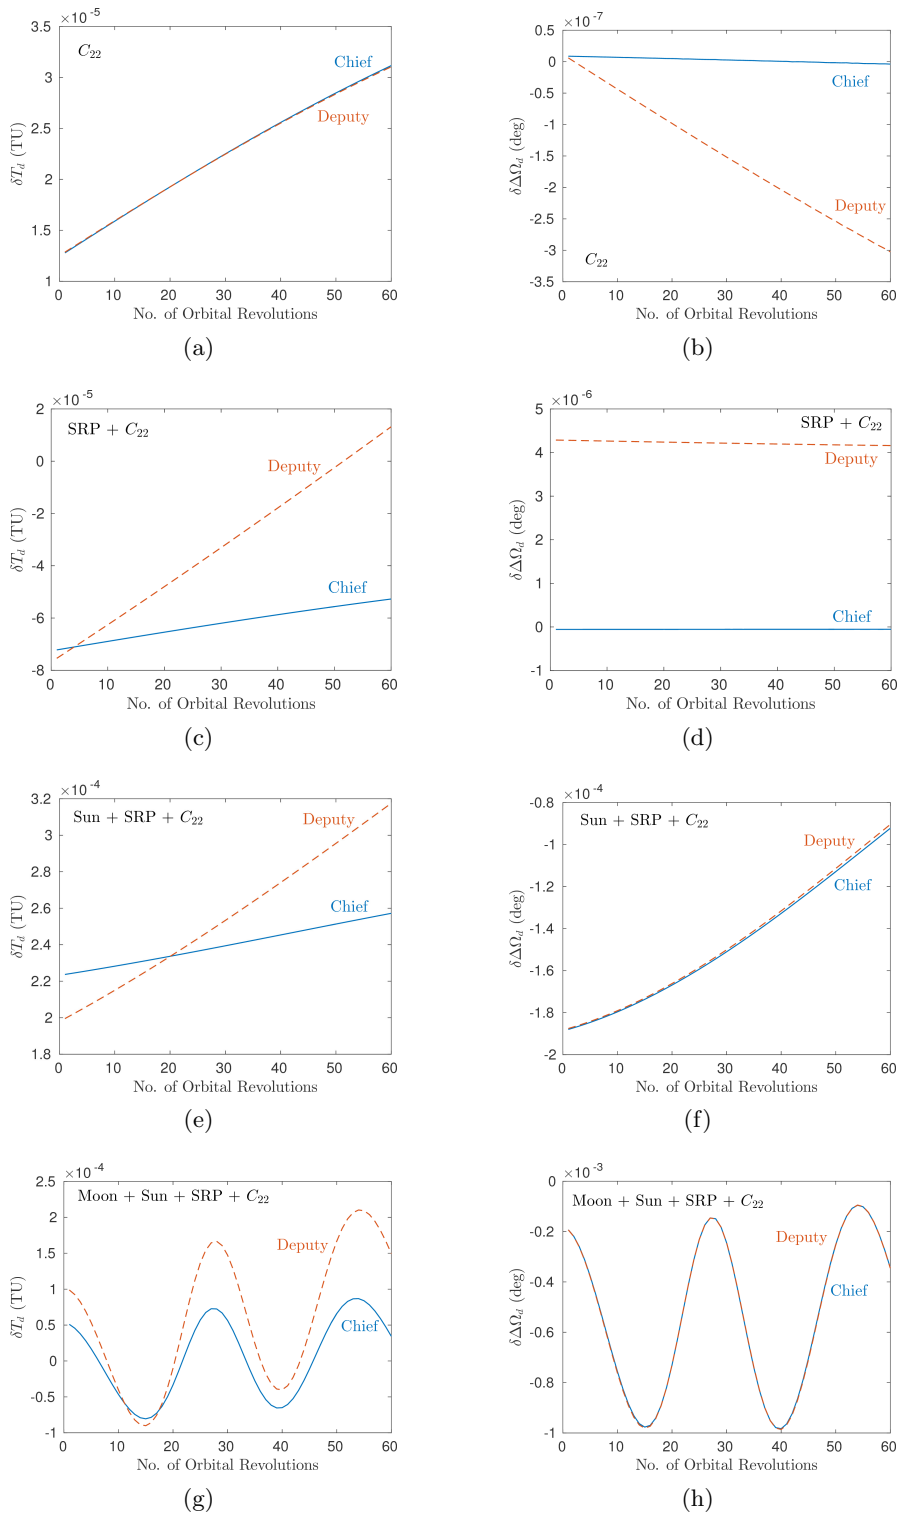 ×10^-5
3.5
3
2.5
2
1.5
1
δT_d (TU)
C_22
Chief
Deputy
0 10 20 30 40 50 60
No. of Orbital Revolutions
(a)
×10^-7
0.5
0
-0.5
-1
-1.5
-2
-2.5
-3
-3.5
δΔΩ_d (deg)
Chief
Deputy
C_22
0 10 20 30 40 50 60
No. of Orbital Revolutions
(b)
×10^-5
2
0
-2
-4
-6
-8
δT_d (TU)
SRP + C_22
Deputy
Chief
0 10 20 30 40 50 60
No. of Orbital Revolutions
(c)
×10^-6
5
4
3
2
1
0
-1
δΔΩ_d (deg)
SRP + C_22
Deputy
Chief
0 10 20 30 40 50 60
No. of Orbital Revolutions
(d)
×10^-4
3.2
3
2.8
2.6
2.4
2.2
2
1.8
δT_d (TU)
Sun + SRP + C_22
Deputy
Chief
0 10 20 30 40 50 60
No. of Orbital Revolutions
(e)
×10^-4
-0.8
-1
-1.2
-1.4
-1.6
-1.8
-2
δΔΩ_d (deg)
Sun + SRP + C_22
Deputy
Chief
0 10 20 30 40 50 60
No. of Orbital Revolutions
(f)
×10^-4
2.5
2
1.5
1
0.5
0
-0.5
-1
δT_d (TU)
Moon + Sun + SRP + C_22
Deputy
Chief
0 10 20 30 40 50 60
No. of Orbital Revolutions
(g)
×10^-3
0
-0.2
-0.4
-0.6
-0.8
-1
δΔΩ_d (deg)
Moon + Sun + SRP + C_22
Deputy
Chief
0 10 20 30 40 50 60
No. of Orbital Revolutions
(h)